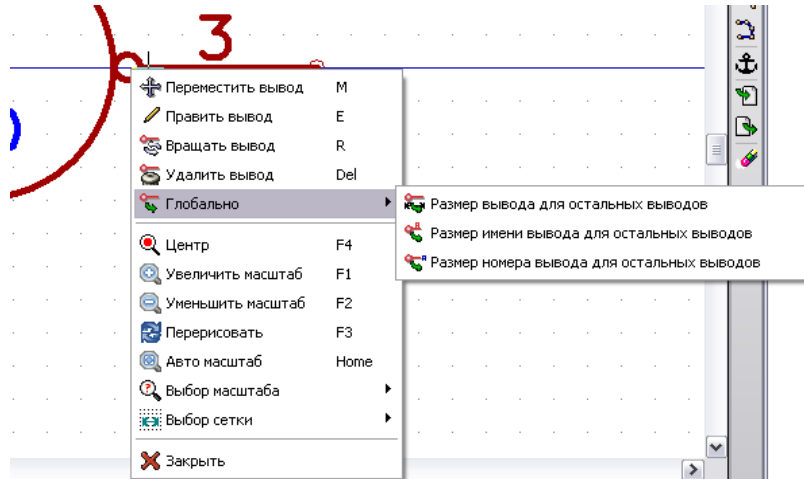 3
Переместить вывод M
Править вывод E
Вращать вывод R
Удалить вывод Del
Глобально
Размер вывода для остальных выводов
Размер имени вывода для остальных выводов
Размер номера вывода для остальных выводов
Центр F4
Увеличить масштаб F1
Уменьшить масштаб F2
Перерисовать F3
Авто масштаб Home
Выбор масштаба
Выбор сетки
Закрыть